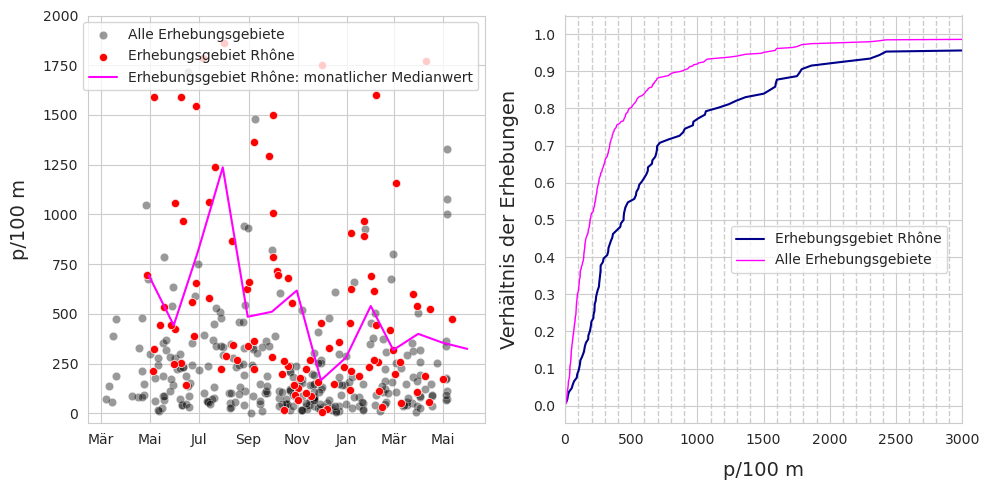 2000
1750
1500
1250
1000
750
500
250
0
p/100 m
Alle Erhebungsgebiete
Erhebungsgebiet Rhône
Erhebungsgebiet Rhône: monatlicher Medianwert
Mär
Mai
Jul
Sep
Nov
Jan
Mär
Mai
Verhältnis der Erhebungen
1.0
0.9
0.8
0.7
0.6
0.5
0.4
0.3
0.2
0.1
0.0
Erhebungsgebiet Rhône
Alle Erhebungsgebiete
0
500
1000
1500
2000
2500
3000
p/100 m